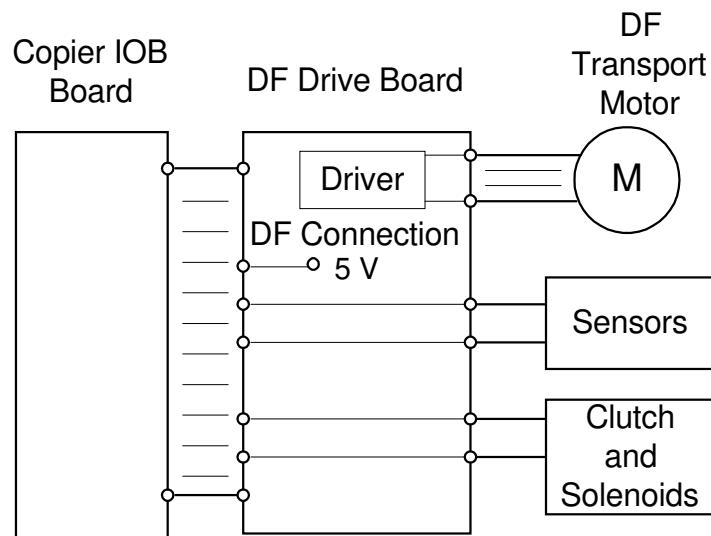 Copier IOB
Board
DF Drive Board
DF
Transport
Motor
Driver
M
DF Connection
5 V
Sensors
Clutch
and
Solenoids